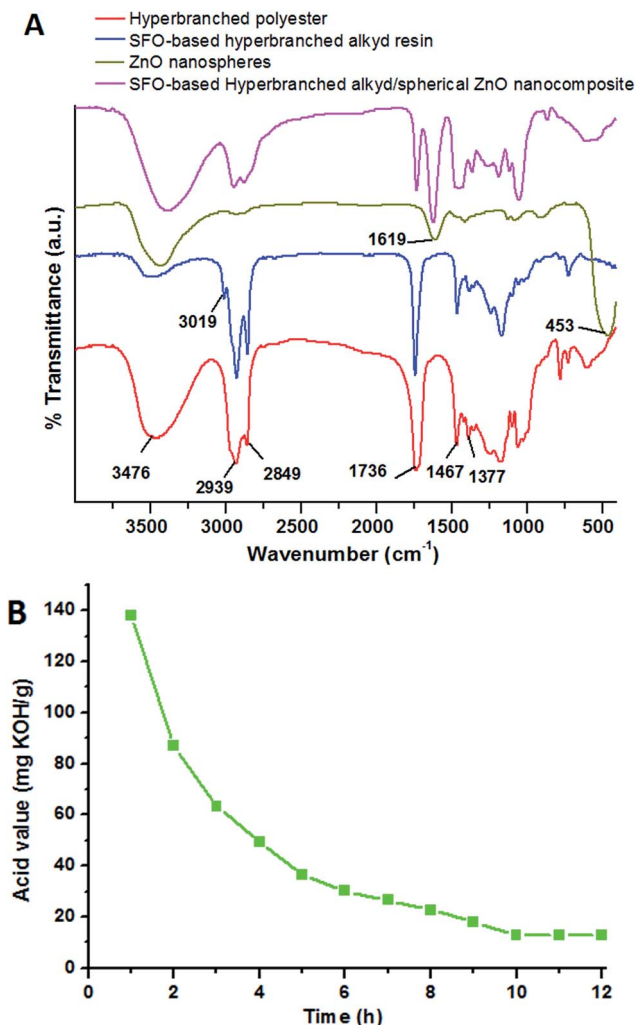 A
Hyperbranched polyester
SFO-based hyperbranched alkyd resin
ZnO nanospheres
SFO-based Hyperbranched alkyd/spherical ZnO nanocomposite
% Transmittance (a.u.)
1619
3019
453
3476
2939
2849
1736
1467
1377
3500 3000 2500 2000 1500 1000 500
Wavenumber (cm⁻¹)
B
Acid value (mg KOH/g)
140
120
100
80
60
40
20
0
0 2 4 6 8 10 12
Time (h)